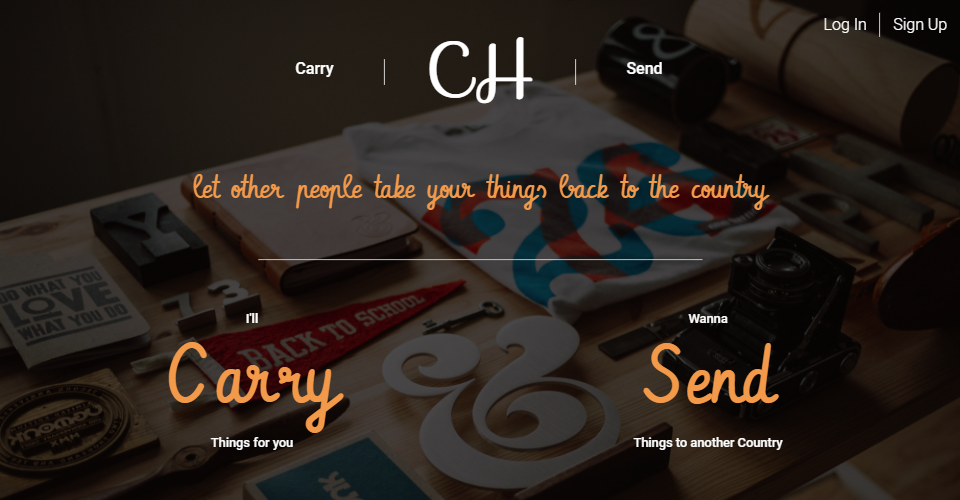 Log In Sign Up
Carry CH Send
let other people take your things back to the country
I'll Wanna
Carry Send
Things for you Things to another Country
DO WHAT YOU
LOVE
WHAT YOU DO
Y
7 3
BACK TO SCHOOL
&